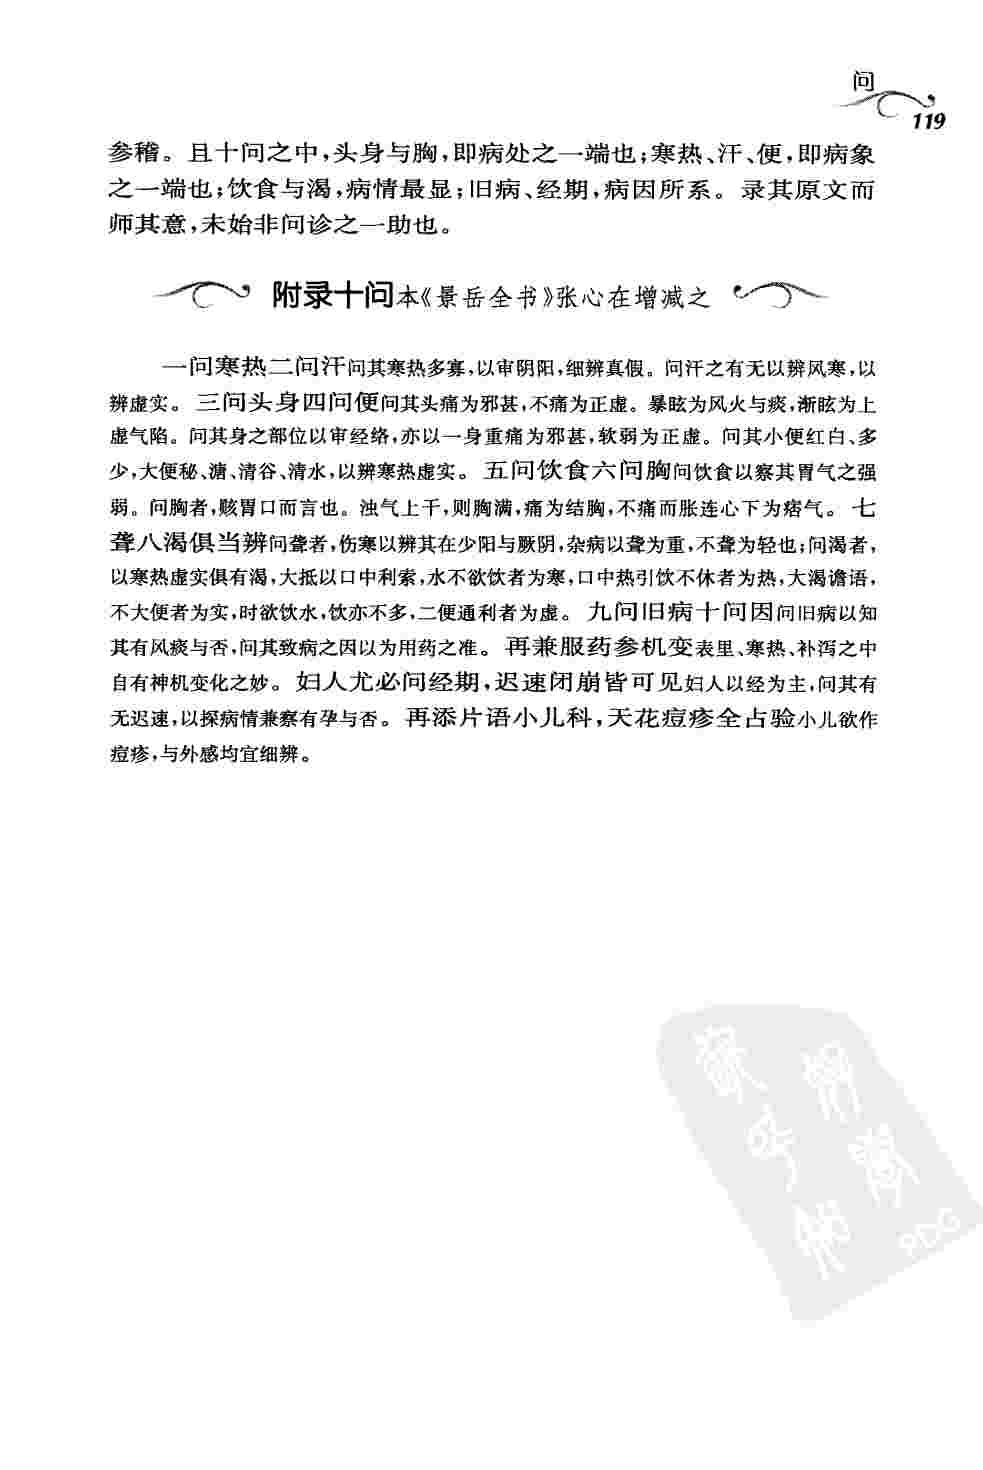 问
119
参稽。且十问之中,头身与胸,即病处之一端也;寒热、汗、便,即病象
之一端也;饮食与渴,病情最显;旧病、经期,病因所系。录其原文而
师其意,未始非问诊之一助也。
附录十问本《景岳全书》张心在增减之
一问寒热二问汗问其寒热多寡,以审阴阳,细辨真假。问汗之有无以辨风寒,以
辨虚实。三问头身四问便问其头痛为邪甚,不痛为正虚。暴眩为风火与痰,渐眩为上
虚气陷。问其身之部位以审经络,亦以一身重痛为邪甚,软弱为正虚。问其小便红白、多
少,大便秘、溏、清谷、清水,以辨寒热虚实。五问饮食六问胸问饮食以察其胃气之强
弱。问胸者,赅胃口而言也。浊气上干,则胸满,痛为结胸,不痛而胀连心下为痞气。七
聋八渴俱当辨问聋者,伤寒以辨其在少阳与厥阴,杂病以聋为重,不聋为轻也;问渴者,
以寒热虚实俱有渴,大抵以口中利索,水不欲饮者为寒,口中热引饮不休者为热,大渴谵语,
不大便者为实,时欲饮水,饮亦不多,二便通利者为虚。九问旧病十问因问旧病以知
其有风痰与否,问其致病之因以为用药之准。再兼服药参机变表里、寒热、补泻之中
自有神机变化之妙。妇人尤必问经期,迟速闭崩皆可见妇人以经为主,问其有
无迟速,以探病情兼察有孕与否。再添片语小儿科,天花痘疹全占验小儿欲作
痘疹,与外感均宜细辨。
PDG